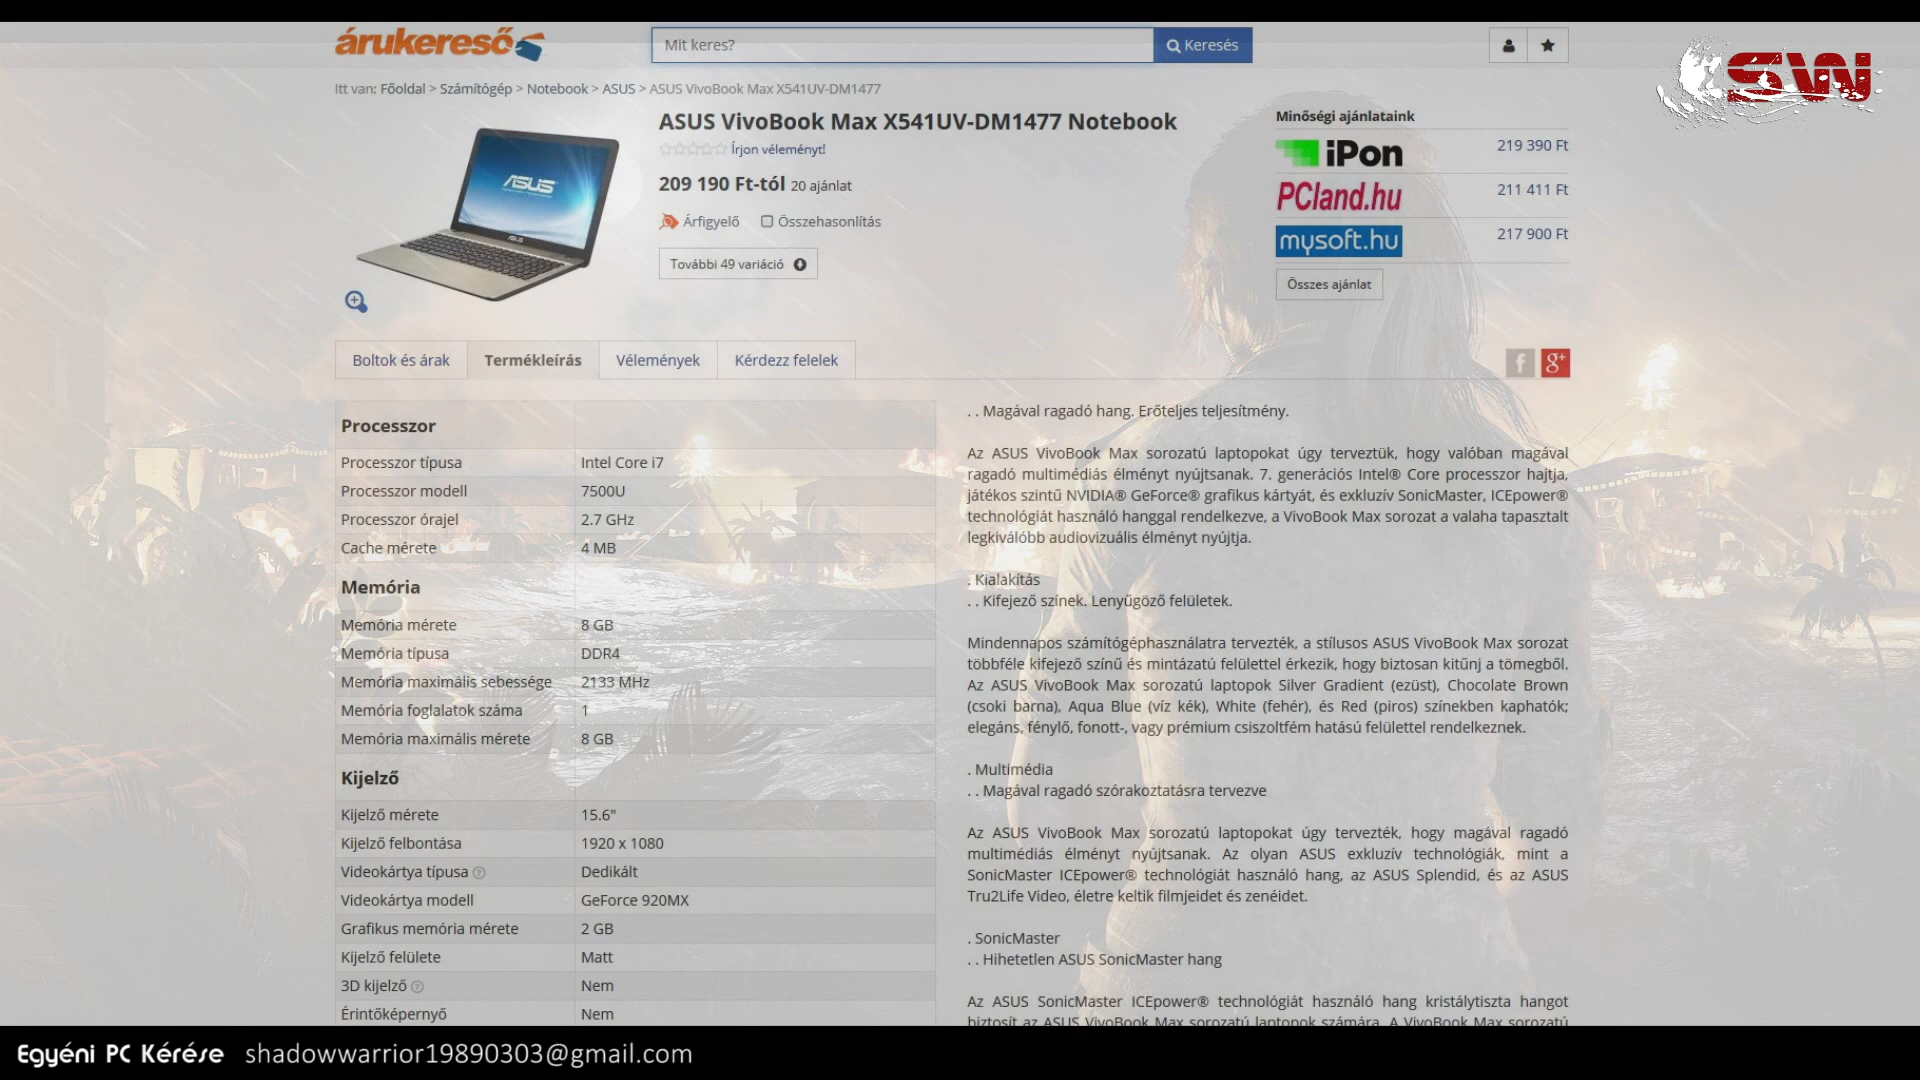 árukereső
Mit keres?
Keresés
SW
Itt van: Főoldal > Számítógép > Notebook > ASUS > ASUS VivoBook Max X541UV-DM1477
ASUS VivoBook Max X541UV-DM1477 Notebook
Írjon véleményt!
209 190 Ft-tól 20 ajánlat
Árfigyelő Összehasonlítás
További 49 variáció
ASUS
ASUS
Minőségi ajánlataink
iPon 219 390 Ft
PCland.hu 211 411 Ft
mysoft.hu 217 900 Ft
Összes ajánlat
Boltok és árak Termékleírás Vélemények Kérdezz felelek
f g+
Processzor
Processzor típusa Intel Core i7
Processzor modell 7500U
Processzor órajel 2.7 GHz
Cache mérete 4 MB
Memória
Memória mérete 8 GB
Memória típusa DDR4
Memória maximális sebessége 2133 MHz
Memória foglalatok száma 1
Memória maximális mérete 8 GB
Kijelző
Kijelző mérete 15.6"
Kijelző felbontása 1920 x 1080
Videokártya típusa ? Dedikált
Videokártya modell GeForce 920MX
Grafikus memória mérete 2 GB
Kijelző felülete Matt
3D kijelző ? Nem
Érintőképernyő Nem
. . Magával ragadó hang. Erőteljes teljesítmény.
Az ASUS VivoBook Max sorozatú laptopokat úgy terveztük, hogy valóban magával
ragadó multimédiás élményt nyújtsanak. 7. generációs Intel® Core processzor hajtja,
játékos szintű NVIDIA® GeForce® grafikus kártyát, és exkluzív SonicMaster, ICEpower®
technológiát használó hanggal rendelkezve, a VivoBook Max sorozat a valaha tapasztalt
legkiválóbb audiovizuális élményt nyújtja.
. Kialakítás
. . Kifejező színek. Lenyűgöző felületek.
Mindennapos számítógéphasználatra tervezték, a stílusos ASUS VivoBook Max sorozat
többféle kifejező színű és mintázatú felülettel érkezik, hogy biztosan kitűnj a tömegből.
Az ASUS VivoBook Max sorozatú laptopok Silver Gradient (ezüst), Chocolate Brown
(csoki barna), Aqua Blue (víz kék), White (fehér), és Red (piros) színekben kaphatók;
elegáns, fénylő, fonott-, vagy prémium csiszoltfém hatású felülettel rendelkeznek.
. Multimédia
. . Magával ragadó szórakoztatásra tervezve
Az ASUS VivoBook Max sorozatú laptopokat úgy tervezték, hogy magával ragadó
multimédiás élményt nyújtsanak. Az olyan ASUS exkluzív technológiák, mint a
SonicMaster ICEpower® technológiát használó hang, az ASUS Splendid, és az ASUS
Tru2Life Video, életre keltik filmjeidet és zenéidet.
. SonicMaster
. . Hihetetlen ASUS SonicMaster hang
Az ASUS SonicMaster ICEpower® technológiát használó hang kristálytiszta hangot
biztosít az ASUS VivoBook Max sorozatú laptopok számára. A VivoBook Max sorozatú
Egyéni PC Kérése shadowwarrior19890303@gmail.com